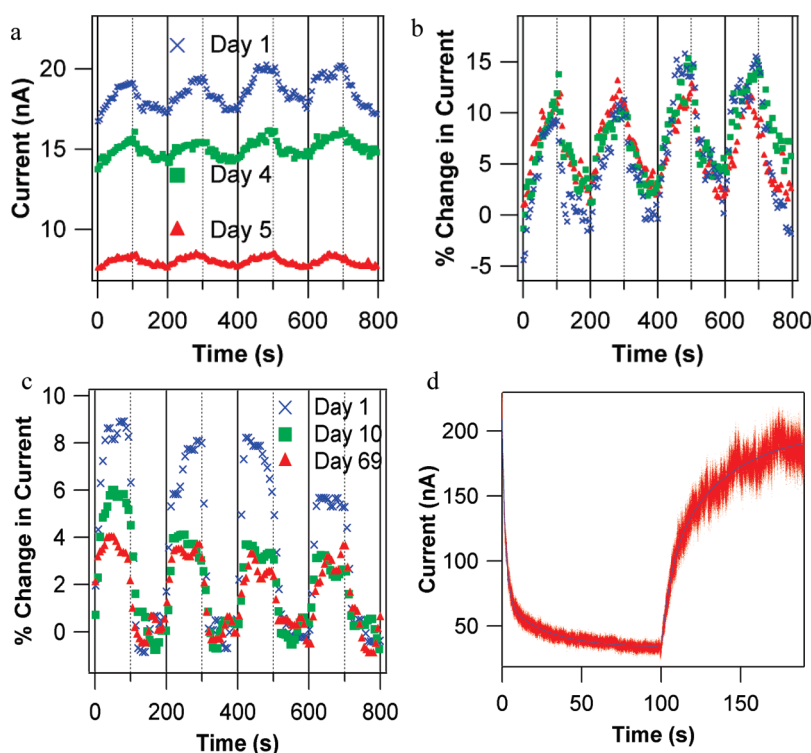 a
Current (nA)
20
15
10
× Day 1
■ Day 4
▲ Day 5
0 200 400 600 800
Time (s)
b
% Change in Current
15
10
5
0
-5
0 200 400 600 800
Time (s)
c
% Change in Current
10
8
6
4
2
0
× Day 1
■ Day 10
▲ Day 69
0 200 400 600 800
Time (s)
d
Current (nA)
200
150
100
50
0 50 100 150
Time (s)